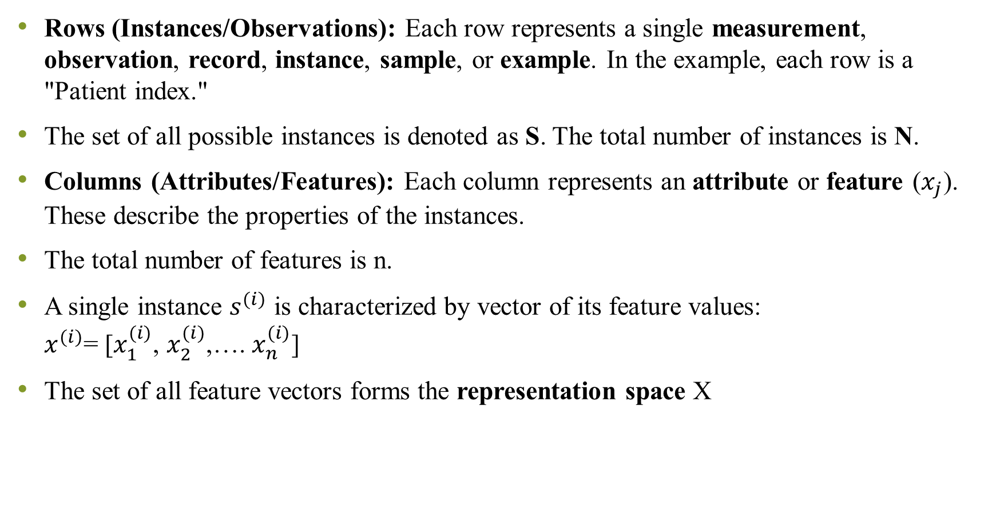 • Rows (Instances/Observations): Each row represents a single measurement,
observation, record, instance, sample, or example. In the example, each row is a
"Patient index."
• The set of all possible instances is denoted as S. The total number of instances is N.
• Columns (Attributes/Features): Each column represents an attribute or feature (x_j).
These describe the properties of the instances.
• The total number of features is n.
• A single instance s^(i) is characterized by vector of its feature values:
x^(i)= [x_1^(i), x_2^(i),.... x_n^(i)]
• The set of all feature vectors forms the representation space X